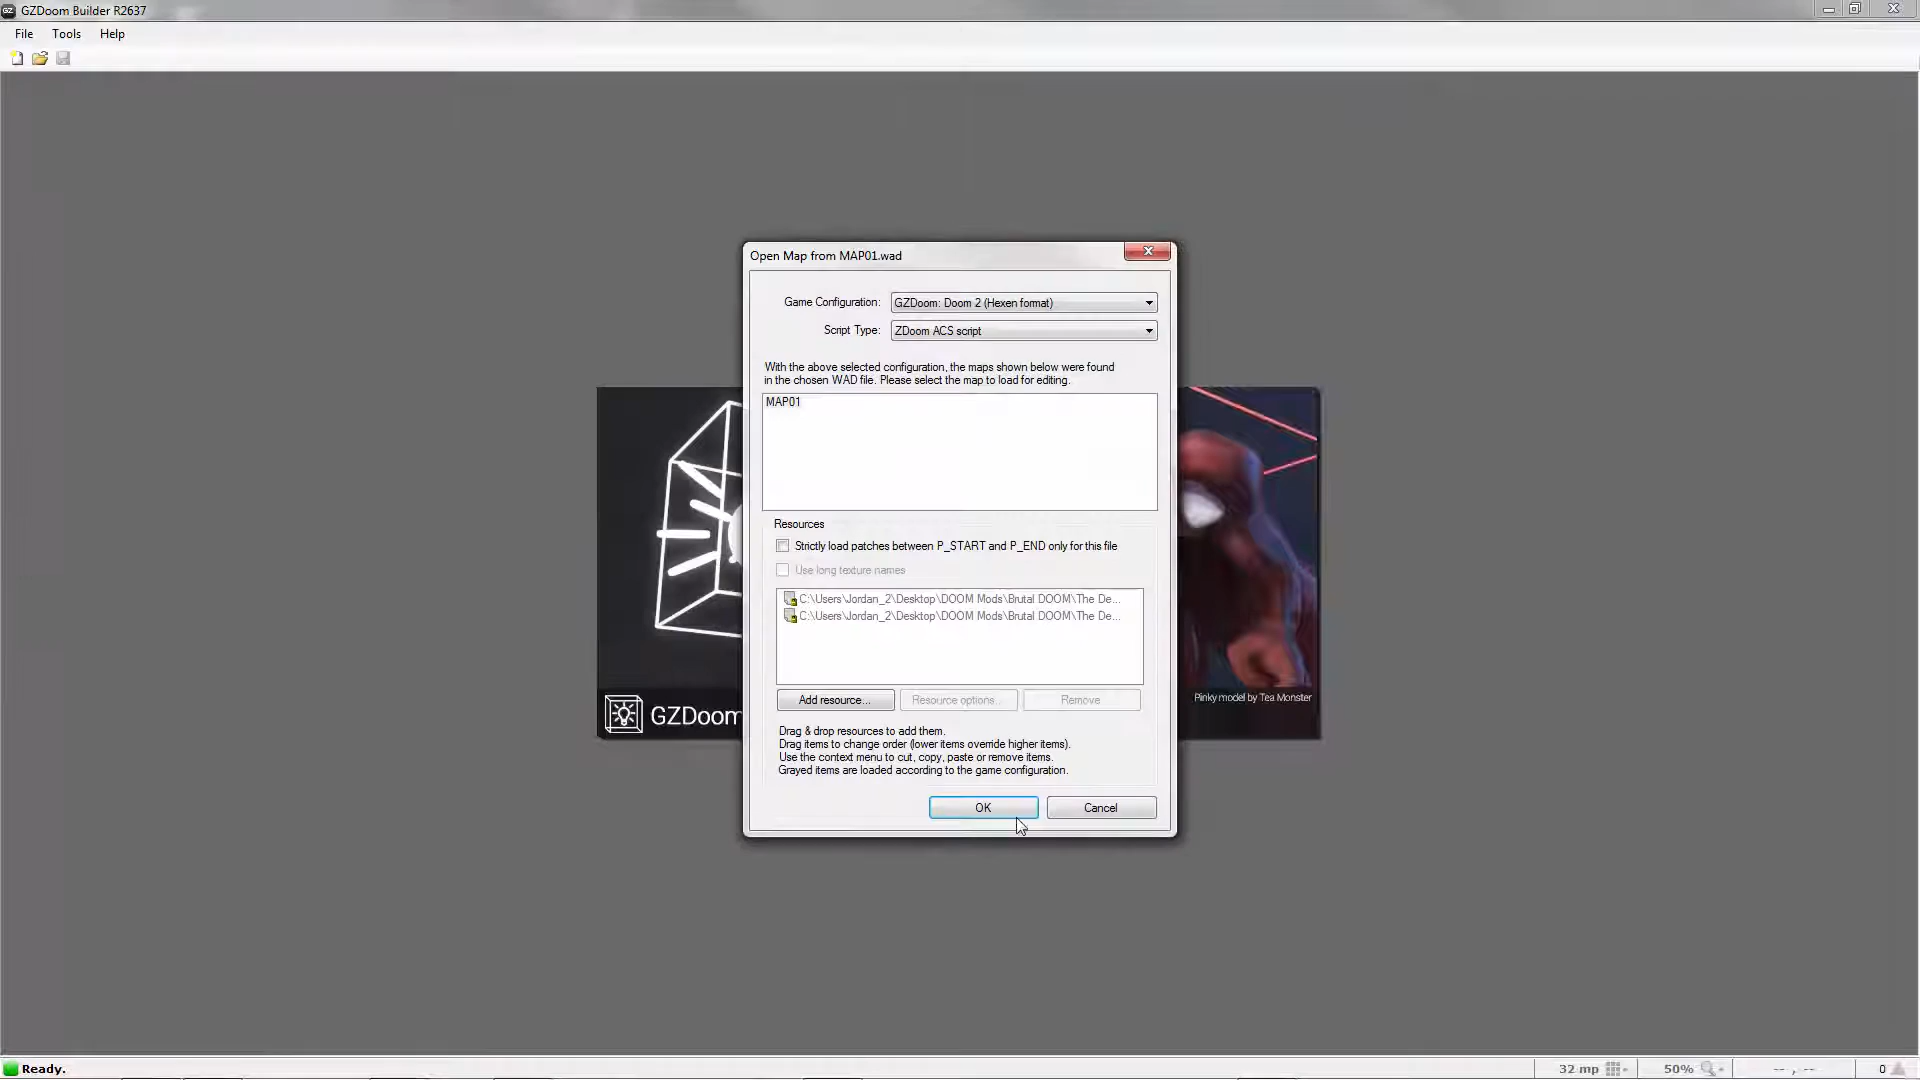 GZDoom Builder R2637
File Tools Help
Open Map from MAP01.wad
Game Configuration: GZDoom: Doom 2 (Hexen format)
Script Type: ZDoom ACS script
With the above selected configuration, the maps shown below were found
in the chosen WAD file. Please select the map to load for editing.
MAP01
Resources
Strictly load patches between P_START and P_END only for this file
Use long texture names
C:\Users\Jordan_2\Desktop\DOOM Mods\Brutal DOOM\The De...
C:\Users\Jordan_2\Desktop\DOOM Mods\Brutal DOOM\The De...
Add resource... Resource options... Remove
Pinky model by Tea Monster
GZDoom
Drag & drop resources to add them.
Drag items to change order (lower items override higher items).
Use the context menu to cut, copy, paste or remove items.
Grayed items are loaded according to the game configuration.
OK Cancel
Ready. 32 mp 50% -- , -- 0